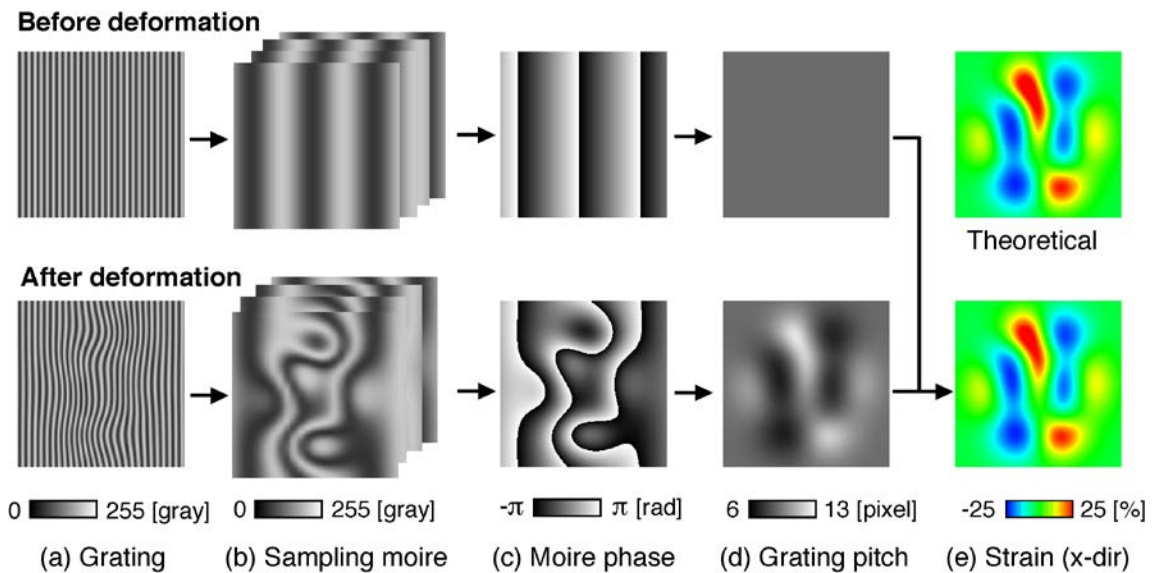 Before deformation
Theoretical
After deformation
0 255 [gray]
0 255 [gray]
-π π [rad]
6 13 [pixel]
-25 25 [%]
(a) Grating
(b) Sampling moire
(c) Moire phase
(d) Grating pitch
(e) Strain (x-dir)